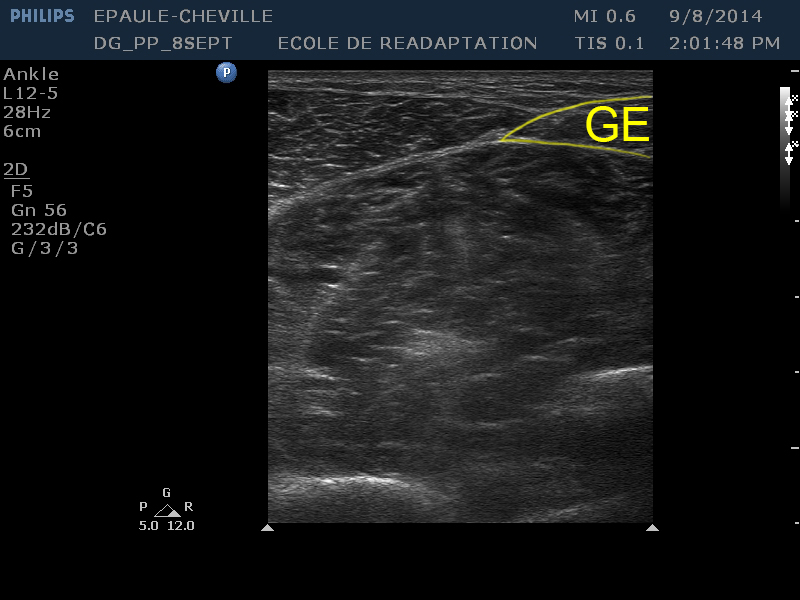 PHILIPS EPAULE-CHEVILLE MI 0.6 9/8/2014
DG_PP_8SEPT ECOLE DE READAPTATION TIS 0.1 2:01:48 PM
Ankle
L12-5
28Hz
6cm
2D
F5
Gn 56
232dB/C6
G/3/3
P
GE
G
P R
5.0 12.0